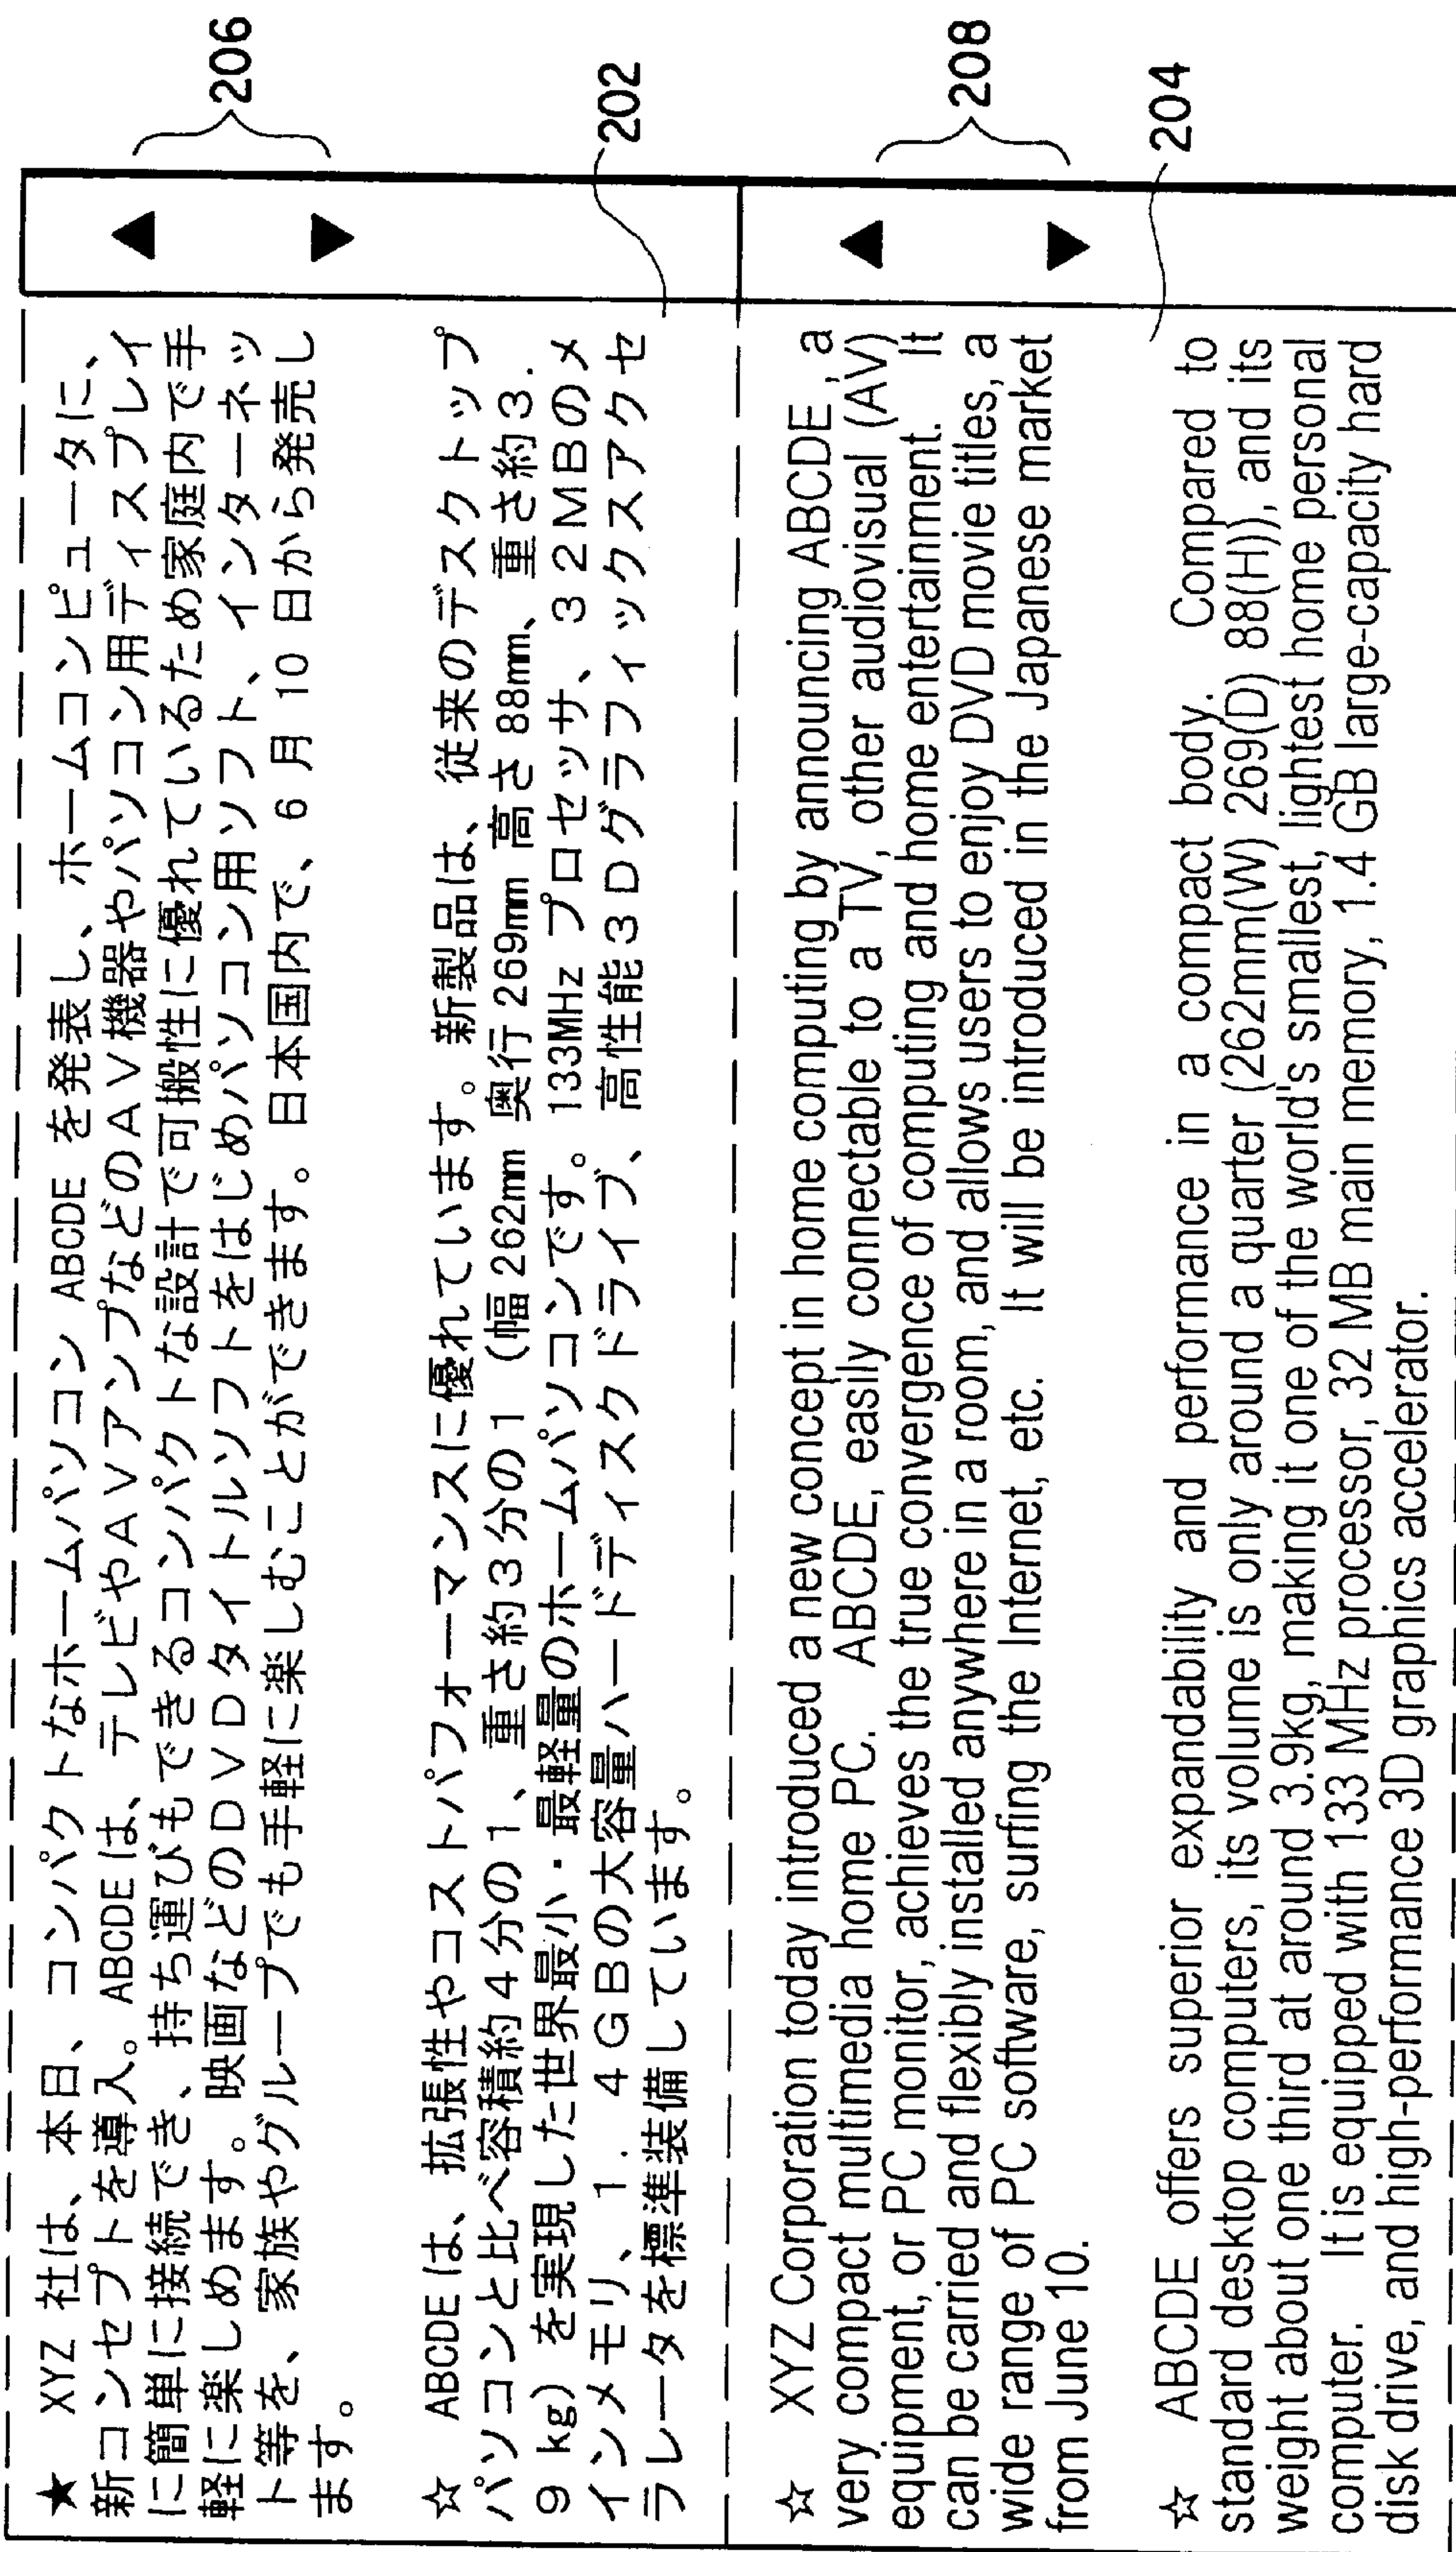 ★ XYZ 社は、本日、コンパクトなホームパソコン ABCDE を発表し、ホームコンピュータに、
新コンセプトを導入。ABCDE は、テレビやＡＶアンプなどのＡＶ機器やパソコン用ディスプレイ
に簡単に接続でき、持ち運びもできるコンパクトな設計で可搬性に優れているため家庭内で手
軽に楽しめます。映画などのＤＶＤタイトルソフトをはじめパソコン用ソフト、インターネッ
ト等を、家族やグループでも手軽に楽しむことができます。日本国内で、6 月 10 日から発売し
ます。
☆ ABCDE は、拡張性やコストパフォーマンスに優れています。新製品は、従来のデスクトップ
パソコンと比べ容積約４分の１、重さ約３分の１（幅 262mm 奥行 269mm 高さ 88mm、重さ約３．
９ kg）を実現した世界最小・最軽量のホームパソコンです。133MHz プロセッサ、３２ＭＢのメ
インメモリ、１．４ＧＢの大容量ハードディスクドライブ、高性能３Ｄグラフィックスアクセ
ラレータを標準装備しています。
☆ XYZ Corporation today introduced a new concept in home computing by announcing ABCDE , a
very compact multimedia home PC. ABCDE, easily connectable to a TV, other audiovisual (AV)
equipment, or PC monitor, achieves the true convergence of computing and home entertainment. It
can be carried and flexibly installed anywhere in a room, and allows users to enjoy DVD movie titles, a
wide range of PC software, surfing the Internet, etc. It will be introduced in the Japanese market
from June 10.
☆ ABCDE offers superior expandability and performance in a compact body. Compared to
standard desktop computers, its volume is only around a quarter (262mm(W) 269(D) 88(H)), and its
weight about one third at around 3.9kg, making it one of the world's smallest, lightest home personal
computer. It is equipped with 133 MHz processor, 32 MB main memory, 1.4 GB large-capacity hard
disk drive, and high-performance 3D graphics accelerator.
▲
▼
▲
▼
206
202
208
204